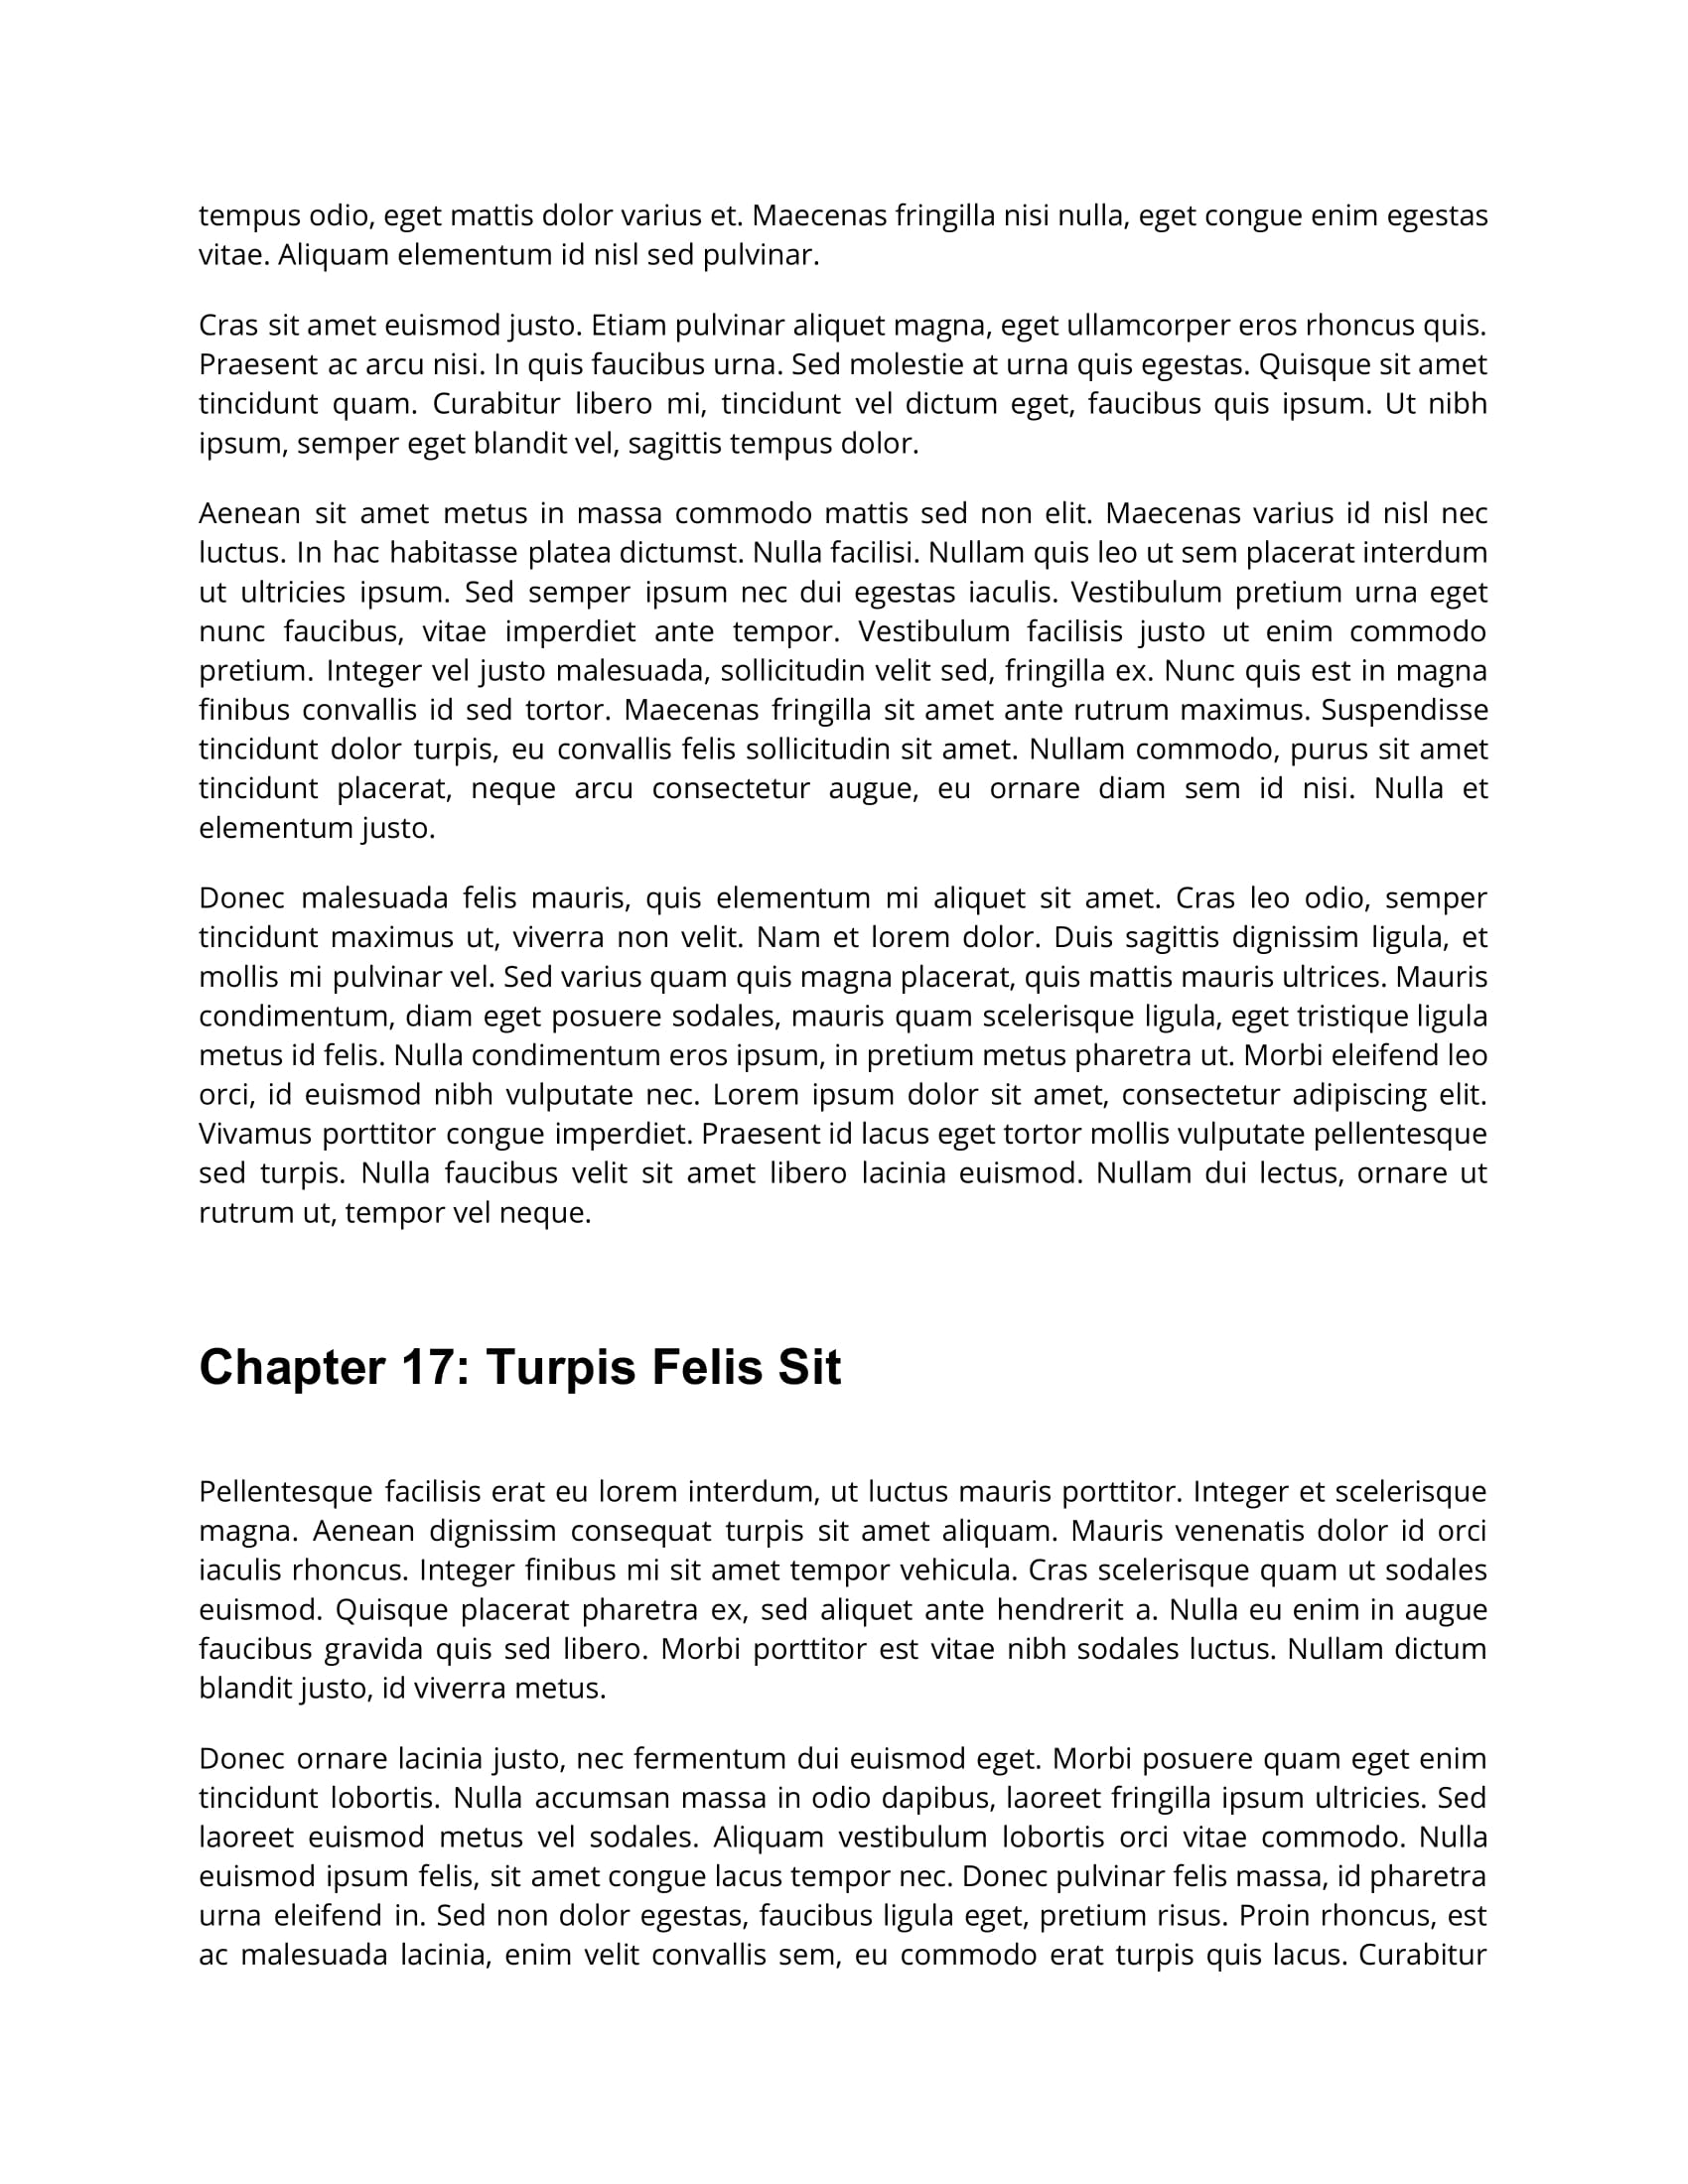 tempus odio, eget mattis dolor varius et. Maecenas fringilla nisi nulla, eget congue enim egestas
vitae. Aliquam elementum id nisl sed pulvinar.
Cras sit amet euismod justo. Etiam pulvinar aliquet magna, eget ullamcorper eros rhoncus quis.
Praesent ac arcu nisi. In quis faucibus urna. Sed molestie at urna quis egestas. Quisque sit amet
tincidunt quam. Curabitur libero mi, tincidunt vel dictum eget, faucibus quis ipsum. Ut nibh
ipsum, semper eget blandit vel, sagittis tempus dolor.
Aenean sit amet metus in massa commodo mattis sed non elit. Maecenas varius id nisl nec
luctus. In hac habitasse platea dictumst. Nulla facilisi. Nullam quis leo ut sem placerat interdum
ut ultricies ipsum. Sed semper ipsum nec dui egestas iaculis. Vestibulum pretium urna eget
nunc faucibus, vitae imperdiet ante tempor. Vestibulum facilisis justo ut enim commodo
pretium. Integer vel justo malesuada, sollicitudin velit sed, fringilla ex. Nunc quis est in magna
finibus convallis id sed tortor. Maecenas fringilla sit amet ante rutrum maximus. Suspendisse
tincidunt dolor turpis, eu convallis felis sollicitudin sit amet. Nullam commodo, purus sit amet
tincidunt placerat, neque arcu consectetur augue, eu ornare diam sem id nisi. Nulla et
elementum justo.
Donec malesuada felis mauris, quis elementum mi aliquet sit amet. Cras leo odio, semper
tincidunt maximus ut, viverra non velit. Nam et lorem dolor. Duis sagittis dignissim ligula, et
mollis mi pulvinar vel. Sed varius quam quis magna placerat, quis mattis mauris ultrices. Mauris
condimentum, diam eget posuere sodales, mauris quam scelerisque ligula, eget tristique ligula
metus id felis. Nulla condimentum eros ipsum, in pretium metus pharetra ut. Morbi eleifend leo
orci, id euismod nibh vulputate nec. Lorem ipsum dolor sit amet, consectetur adipiscing elit.
Vivamus porttitor congue imperdiet. Praesent id lacus eget tortor mollis vulputate pellentesque
sed turpis. Nulla faucibus velit sit amet libero lacinia euismod. Nullam dui lectus, ornare ut
rutrum ut, tempor vel neque.
Chapter 17: Turpis Felis Sit
Pellentesque facilisis erat eu lorem interdum, ut luctus mauris porttitor. Integer et scelerisque
magna. Aenean dignissim consequat turpis sit amet aliquam. Mauris venenatis dolor id orci
iaculis rhoncus. Integer finibus mi sit amet tempor vehicula. Cras scelerisque quam ut sodales
euismod. Quisque placerat pharetra ex, sed aliquet ante hendrerit a. Nulla eu enim in augue
faucibus gravida quis sed libero. Morbi porttitor est vitae nibh sodales luctus. Nullam dictum
blandit justo, id viverra metus.
Donec ornare lacinia justo, nec fermentum dui euismod eget. Morbi posuere quam eget enim
tincidunt lobortis. Nulla accumsan massa in odio dapibus, laoreet fringilla ipsum ultricies. Sed
laoreet euismod metus vel sodales. Aliquam vestibulum lobortis orci vitae commodo. Nulla
euismod ipsum felis, sit amet congue lacus tempor nec. Donec pulvinar felis massa, id pharetra
urna eleifend in. Sed non dolor egestas, faucibus ligula eget, pretium risus. Proin rhoncus, est
ac malesuada lacinia, enim velit convallis sem, eu commodo erat turpis quis lacus. Curabitur